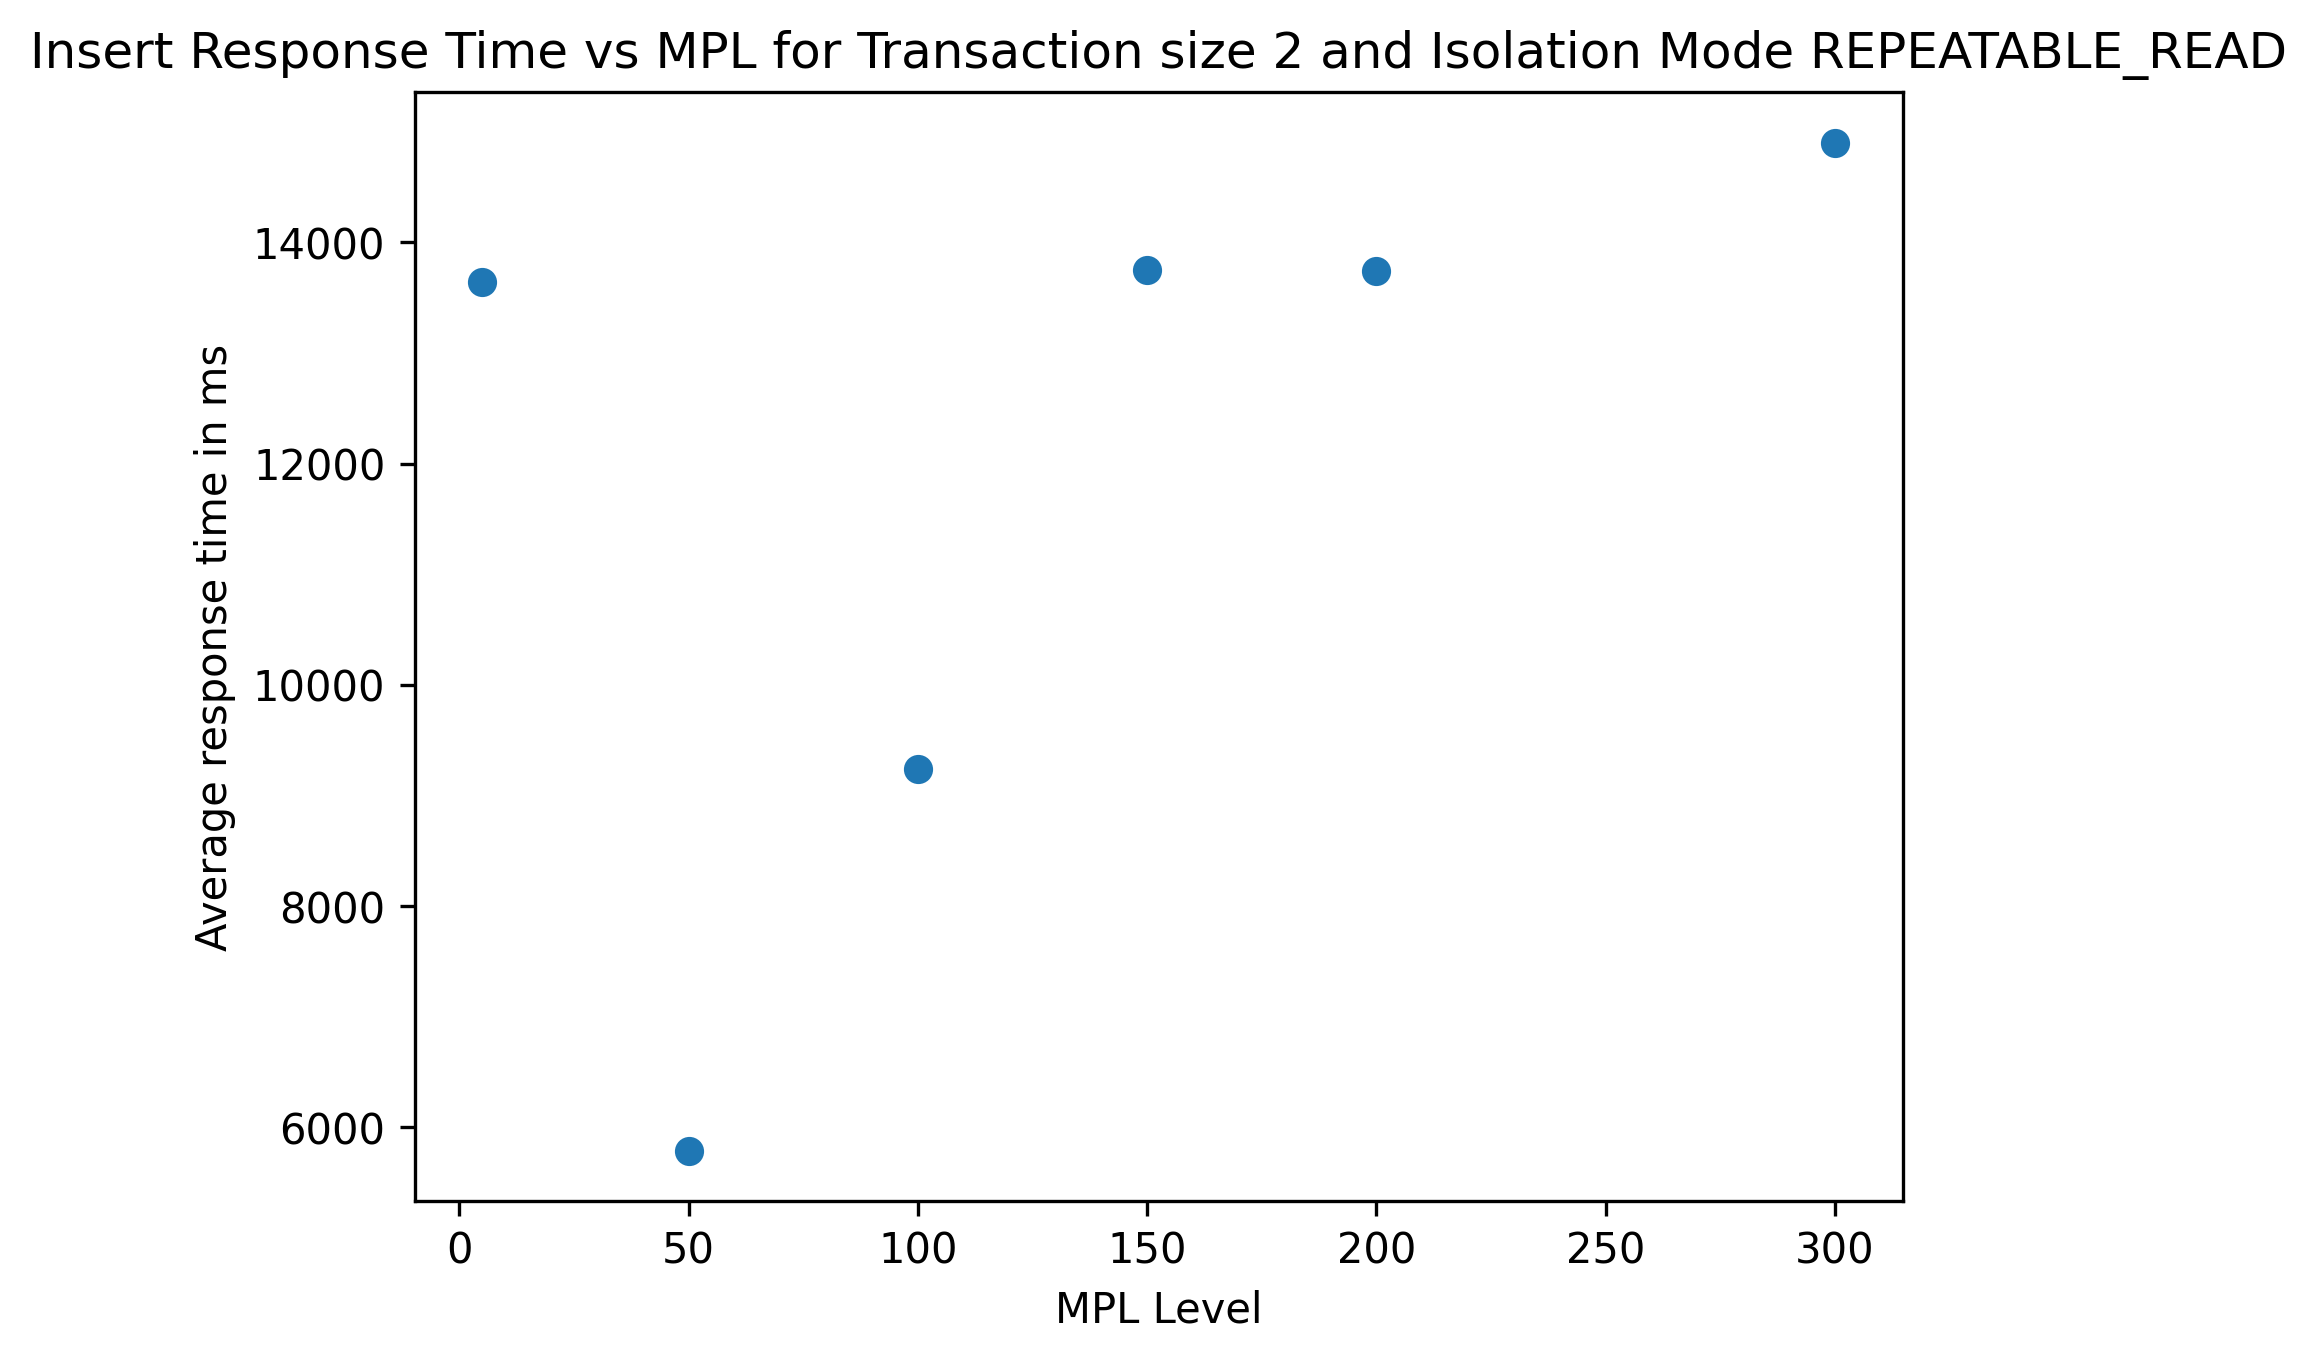 Insert Response Time vs MPL for Transaction size 2 and Isolation Mode REPEATABLE_READ
14000
12000
10000
8000
6000
Average response time in ms
0 50 100 150 200 250 300
MPL Level